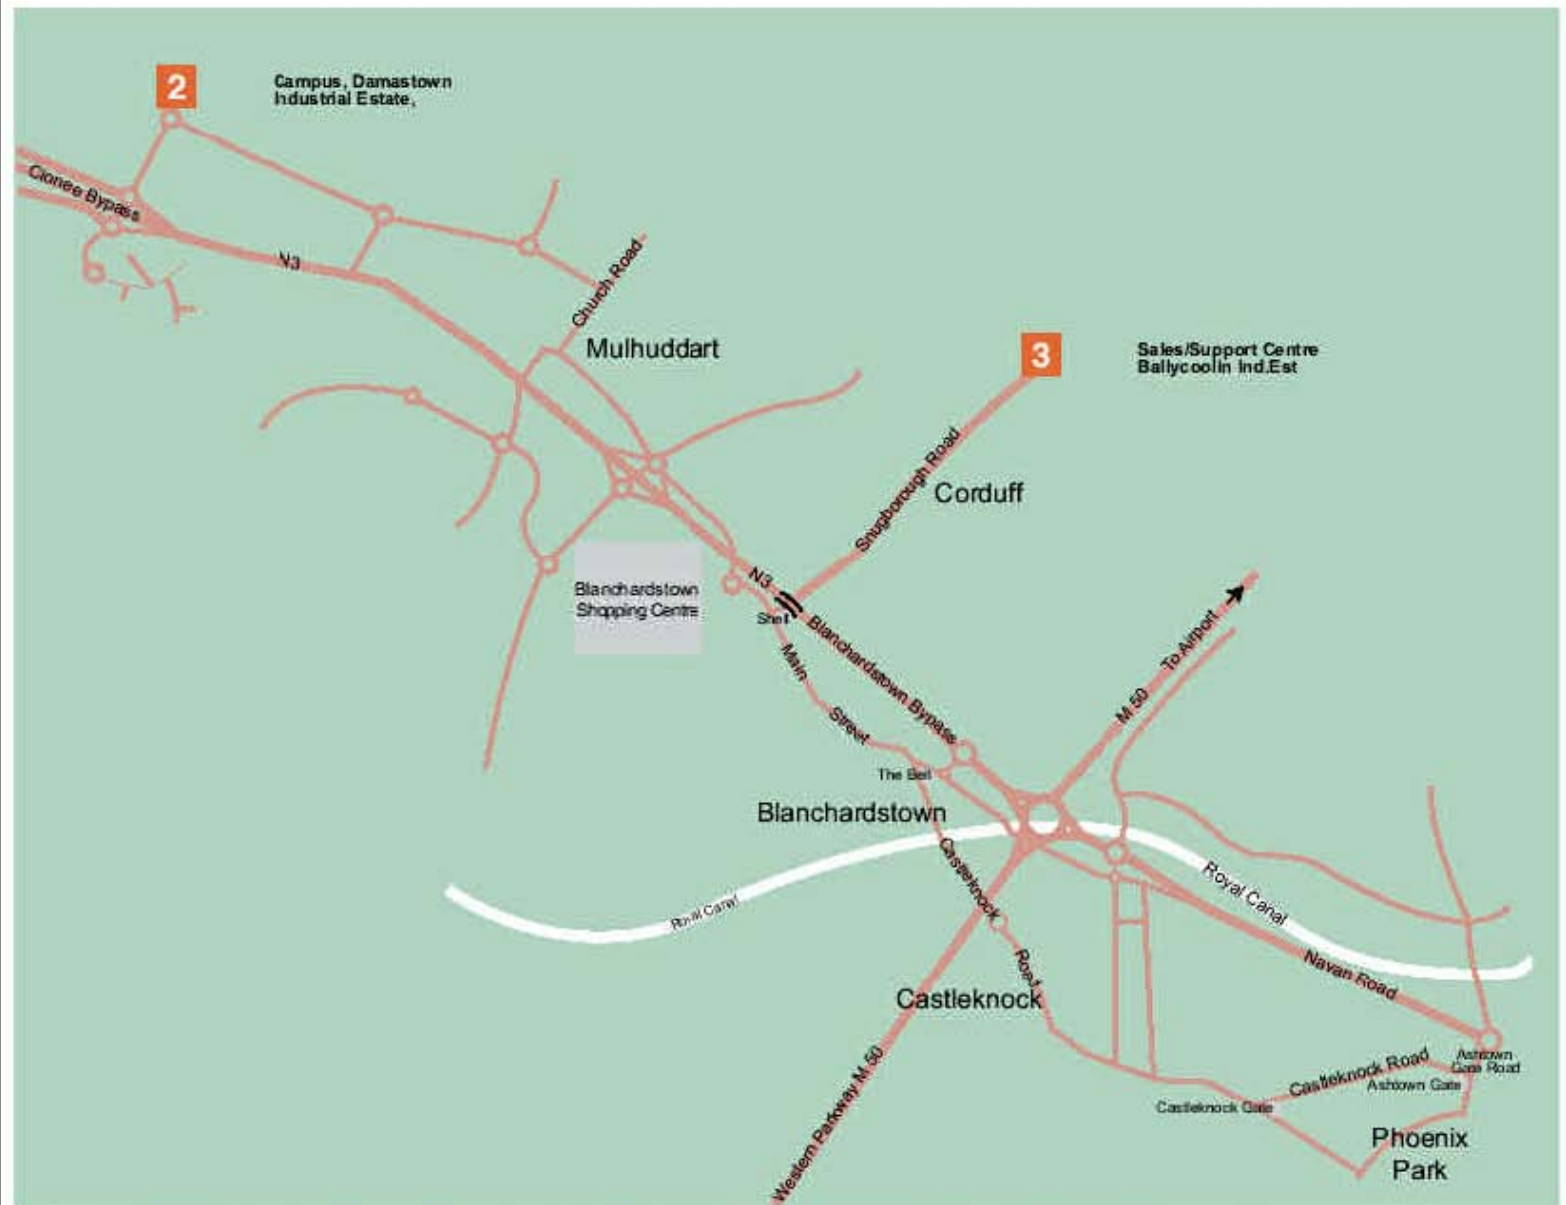 2
Campus, Damastown
Industrial Estate,
Clonee Bypass
N3
Church Road
Mulhuddart
3
Sales/Support Centre
Ballycoolin Ind.Est
Snugborough Road
Corduff
N3
Blanchardstown
Shopping Centre
Shell
Blanchardstown Bypass
To Airport
M 50
Main
Street
The Bell
Blanchardstown
Castleknock
Road
Royal Canal
Royal Canal
Navan Road
Castleknock
Western Parkway M 50
Castleknock Road
Ashtown
Gate Road
Ashtown Gate
Castleknock Gate
Phoenix
Park